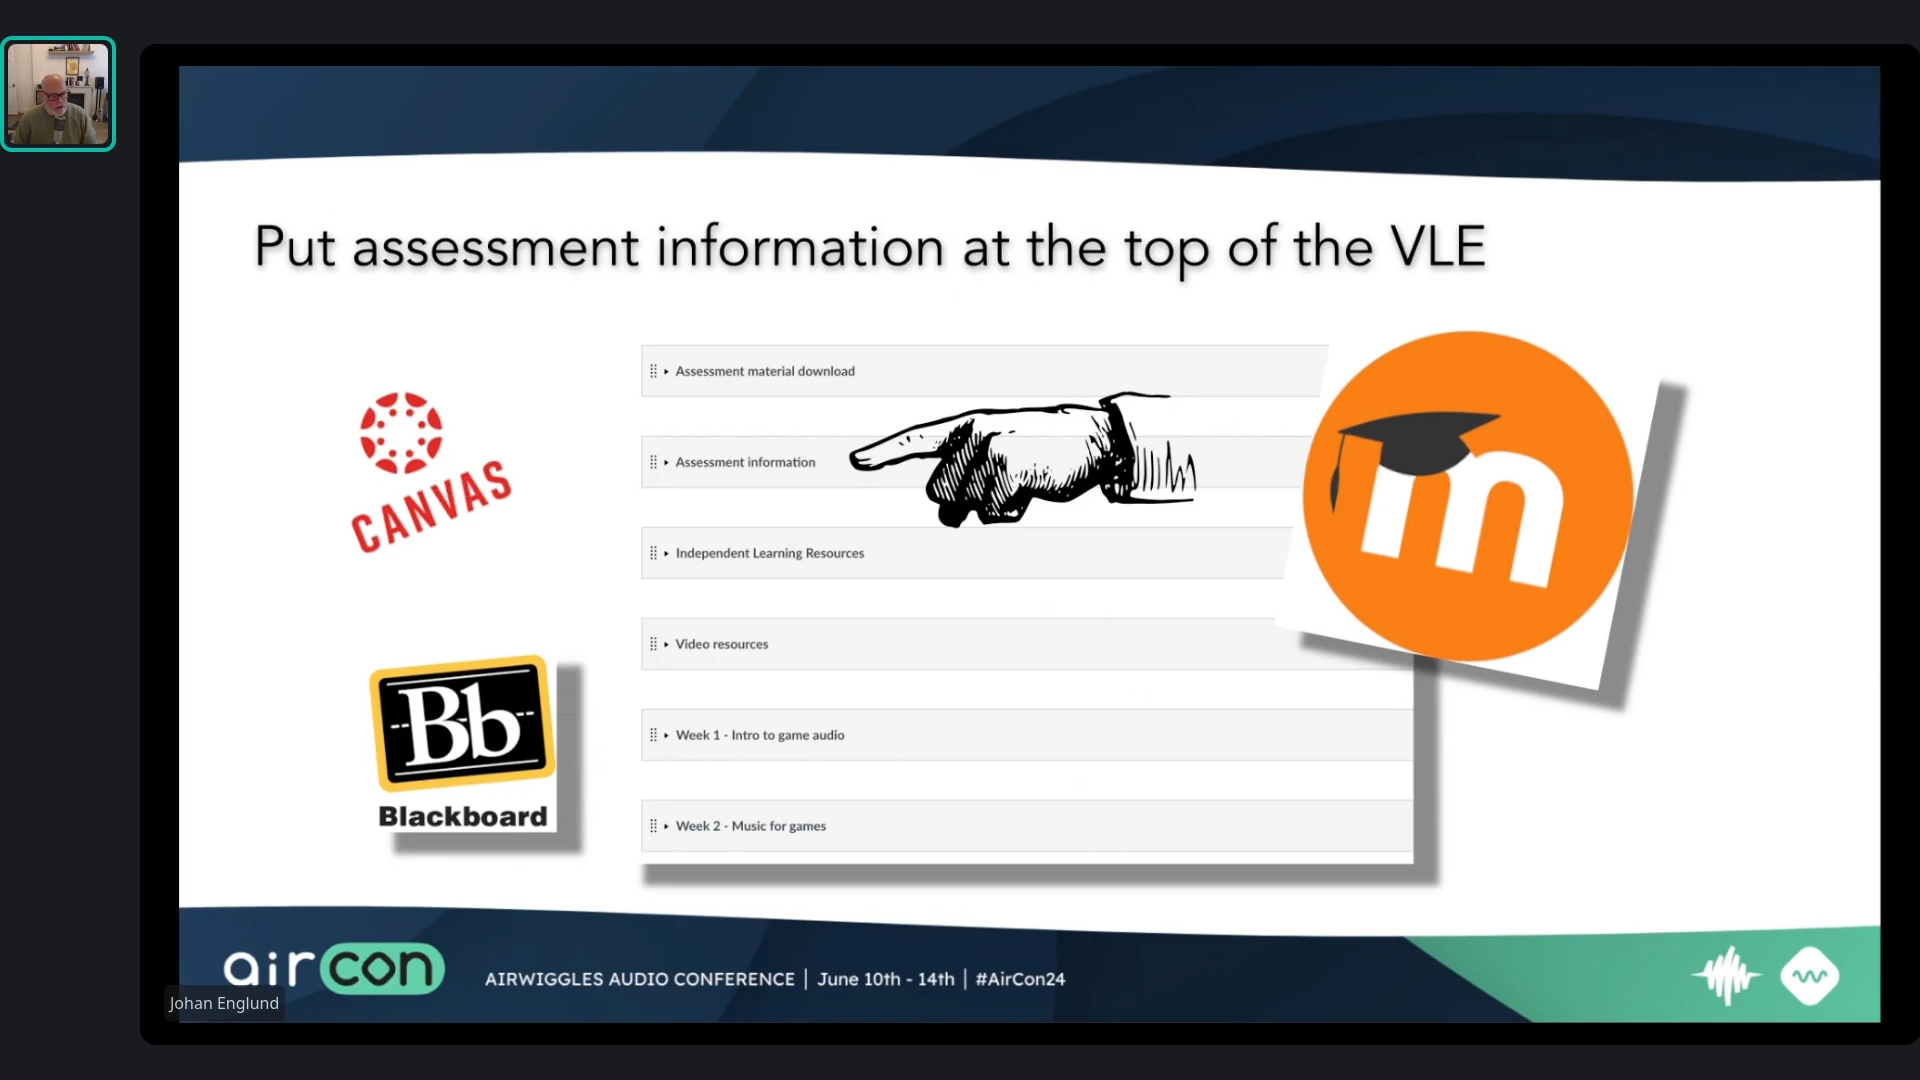 Put assessment information at the top of the VLE
CANVAS
Assessment material download
Assessment information
Independent Learning Resources
Video resources
Week 1 - Intro to game audio
Week 2 - Music for games
m
Bb
Blackboard
aircon
AIRWIGGLES AUDIO CONFERENCE | June 10th - 14th | #AirCon24
Johan Englund